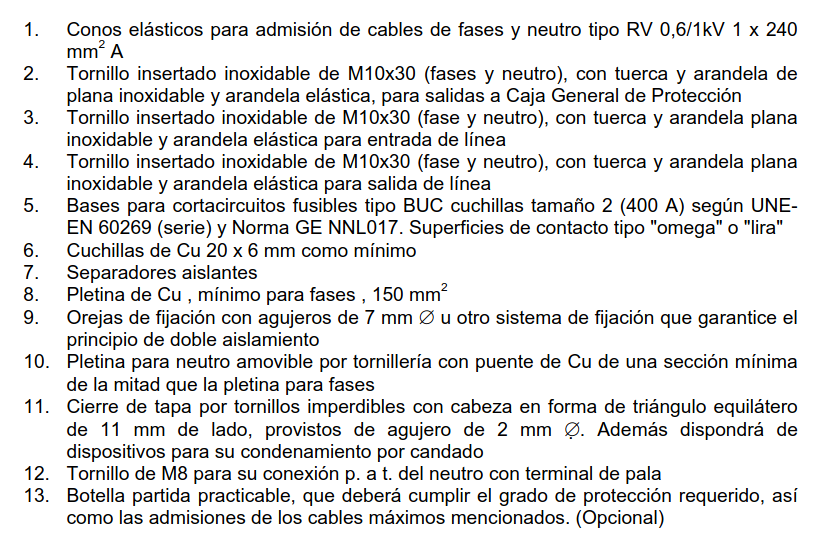 1. Conos elásticos para admisión de cables de fases y neutro tipo RV 0,6/1kV 1 x 240
mm² A
2. Tornillo insertado inoxidable de M10x30 (fases y neutro), con tuerca y arandela de
plana inoxidable y arandela elástica, para salidas a Caja General de Protección
3. Tornillo insertado inoxidable de M10x30 (fase y neutro), con tuerca y arandela plana
inoxidable y arandela elástica para entrada de línea
4. Tornillo insertado inoxidable de M10x30 (fase y neutro), con tuerca y arandela plana
inoxidable y arandela elástica para salida de línea
5. Bases para cortacircuitos fusibles tipo BUC cuchillas tamaño 2 (400 A) según UNE-
EN 60269 (serie) y Norma GE NNL017. Superficies de contacto tipo "omega" o "lira"
6. Cuchillas de Cu 20 x 6 mm como mínimo
7. Separadores aislantes
8. Pletina de Cu , mínimo para fases , 150 mm²
9. Orejas de fijación con agujeros de 7 mm ∅ u otro sistema de fijación que garantice el
principio de doble aislamiento
10. Pletina para neutro amovible por tornillería con puente de Cu de una sección mínima
de la mitad que la pletina para fases
11. Cierre de tapa por tornillos imperdibles con cabeza en forma de triángulo equilátero
de 11 mm de lado, provistos de agujero de 2 mm ∅. Además dispondrá de
dispositivos para su condenamiento por candado
12. Tornillo de M8 para su conexión p. a t. del neutro con terminal de pala
13. Botella partida practicable, que deberá cumplir el grado de protección requerido, así
como las admisiones de los cables máximos mencionados. (Opcional)